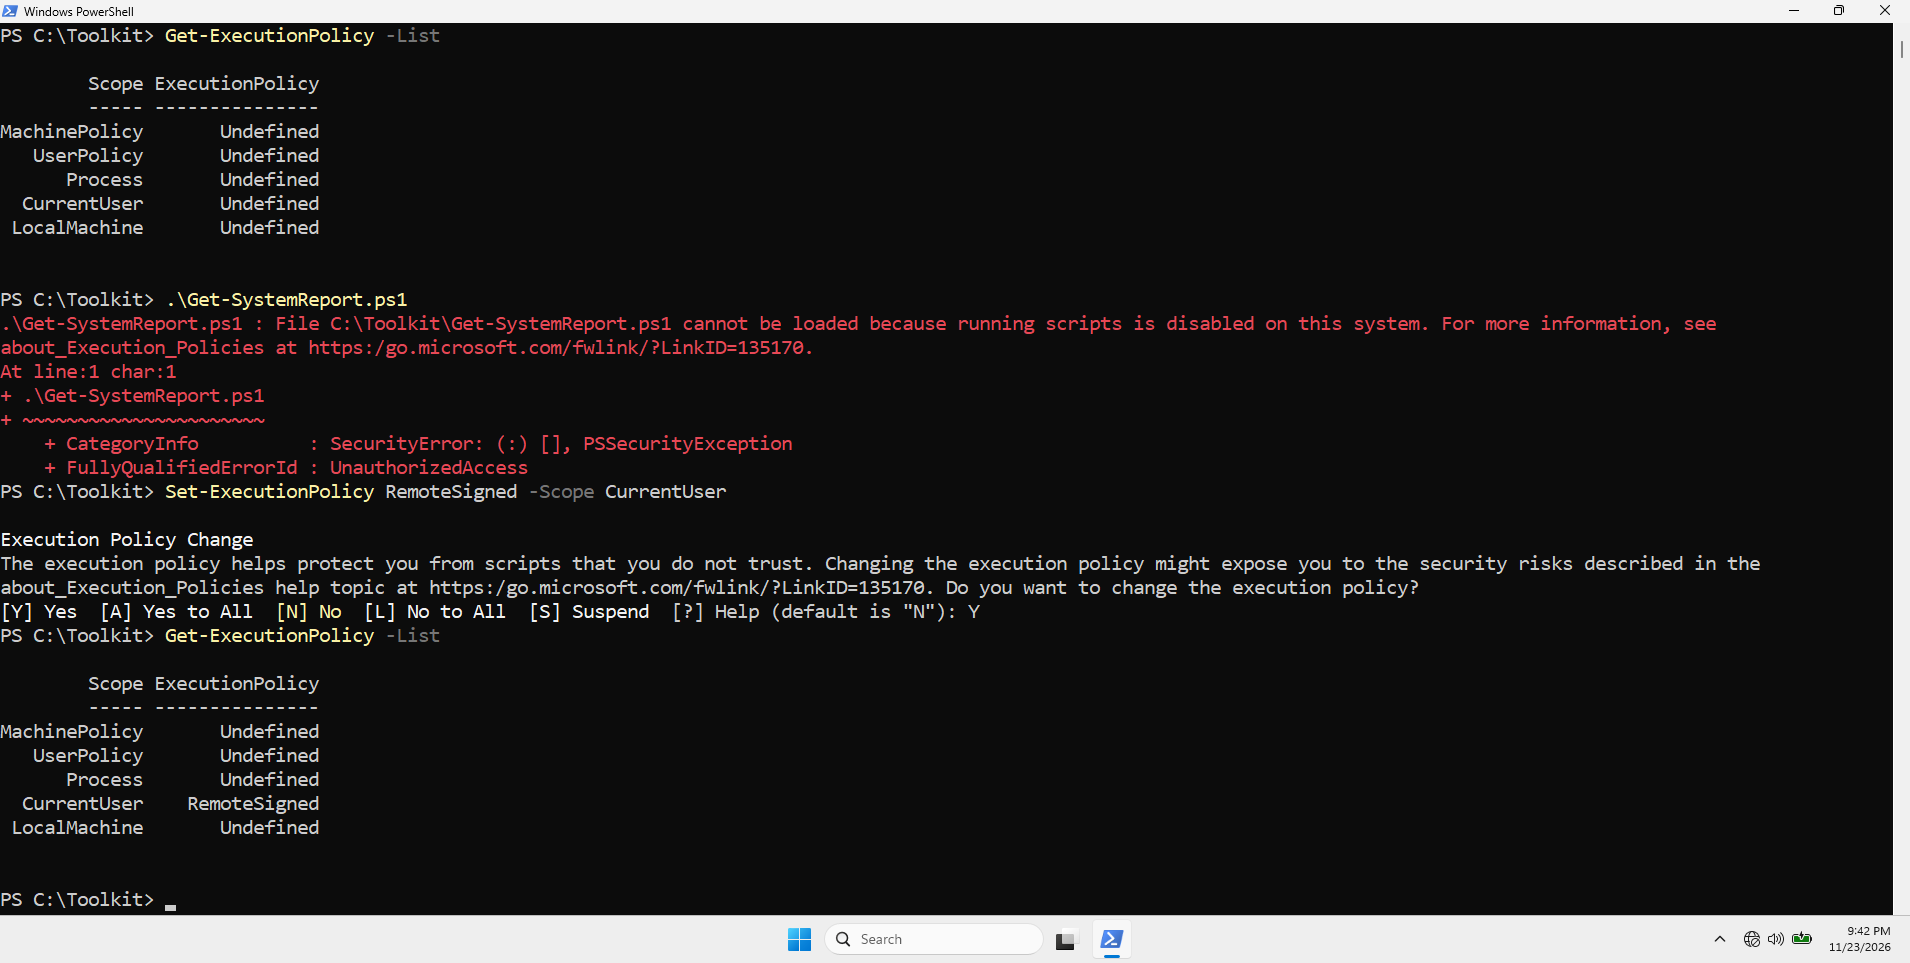 Windows PowerShell
PS C:\Toolkit> Get-ExecutionPolicy -List
        Scope ExecutionPolicy
        ----- ---------------
MachinePolicy       Undefined
   UserPolicy       Undefined
      Process       Undefined
  CurrentUser       Undefined
 LocalMachine       Undefined
PS C:\Toolkit> .\Get-SystemReport.ps1
.\Get-SystemReport.ps1 : File C:\Toolkit\Get-SystemReport.ps1 cannot be loaded because running scripts is disabled on this system. For more information, see
about_Execution_Policies at https:/go.microsoft.com/fwlink/?LinkID=135170.
At line:1 char:1
+ .\Get-SystemReport.ps1
+ ~~~~~~~~~~~~~~~~~~~~~~
    + CategoryInfo          : SecurityError: (:) [], PSSecurityException
    + FullyQualifiedErrorId : UnauthorizedAccess
PS C:\Toolkit> Set-ExecutionPolicy RemoteSigned -Scope CurrentUser
Execution Policy Change
The execution policy helps protect you from scripts that you do not trust. Changing the execution policy might expose you to the security risks described in the
about_Execution_Policies help topic at https:/go.microsoft.com/fwlink/?LinkID=135170. Do you want to change the execution policy?
[Y] Yes  [A] Yes to All  [N] No  [L] No to All  [S] Suspend  [?] Help (default is "N"): Y
PS C:\Toolkit> Get-ExecutionPolicy -List
        Scope ExecutionPolicy
        ----- ---------------
MachinePolicy       Undefined
   UserPolicy       Undefined
      Process       Undefined
  CurrentUser    RemoteSigned
 LocalMachine       Undefined
PS C:\Toolkit>
Search
9:42 PM
11/23/2026